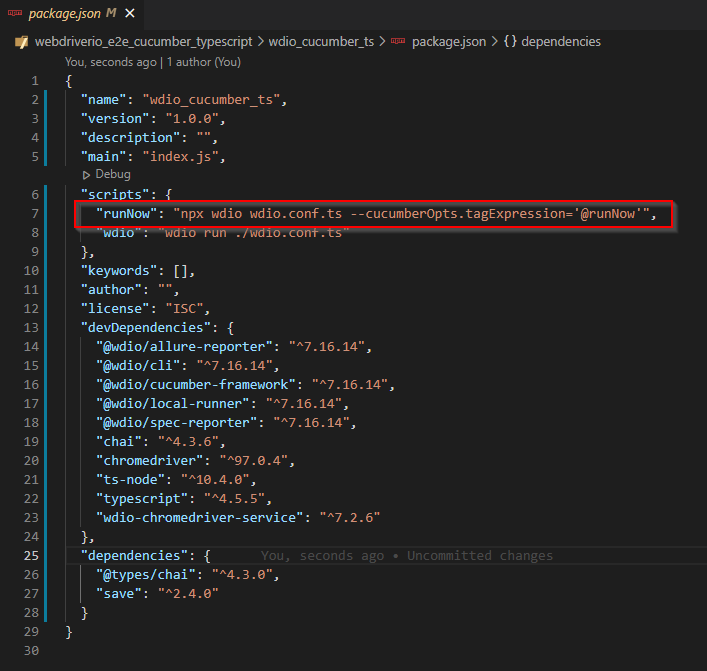 package.json M ×
webdriverio_e2e_cucumber_typescript > wdio_cucumber_ts > package.json > {} dependencies
You, seconds ago | 1 author (You)
1 {
2 "name": "wdio_cucumber_ts",
3 "version": "1.0.0",
4 "description": "",
5 "main": "index.js",
Debug
6 "scripts": {
7 "runNow": "npx wdio wdio.conf.ts --cucumberOpts.tagExpression='@runNow'",
8 "wdio": "wdio run ./wdio.conf.ts"
9 },
10 "keywords": [],
11 "author": "",
12 "license": "ISC",
13 "devDependencies": {
14 "@wdio/allure-reporter": "^7.16.14",
15 "@wdio/cli": "^7.16.14",
16 "@wdio/cucumber-framework": "^7.16.14",
17 "@wdio/local-runner": "^7.16.14",
18 "@wdio/spec-reporter": "^7.16.14",
19 "chai": "^4.3.6",
20 "chromedriver": "^97.0.4",
21 "ts-node": "^10.4.0",
22 "typescript": "^4.5.5",
23 "wdio-chromedriver-service": "^7.2.6"
24 },
25 "dependencies": { You, seconds ago • Uncommitted changes
26 "@types/chai": "^4.3.0",
27 "save": "^2.4.0"
28 }
29 }
30